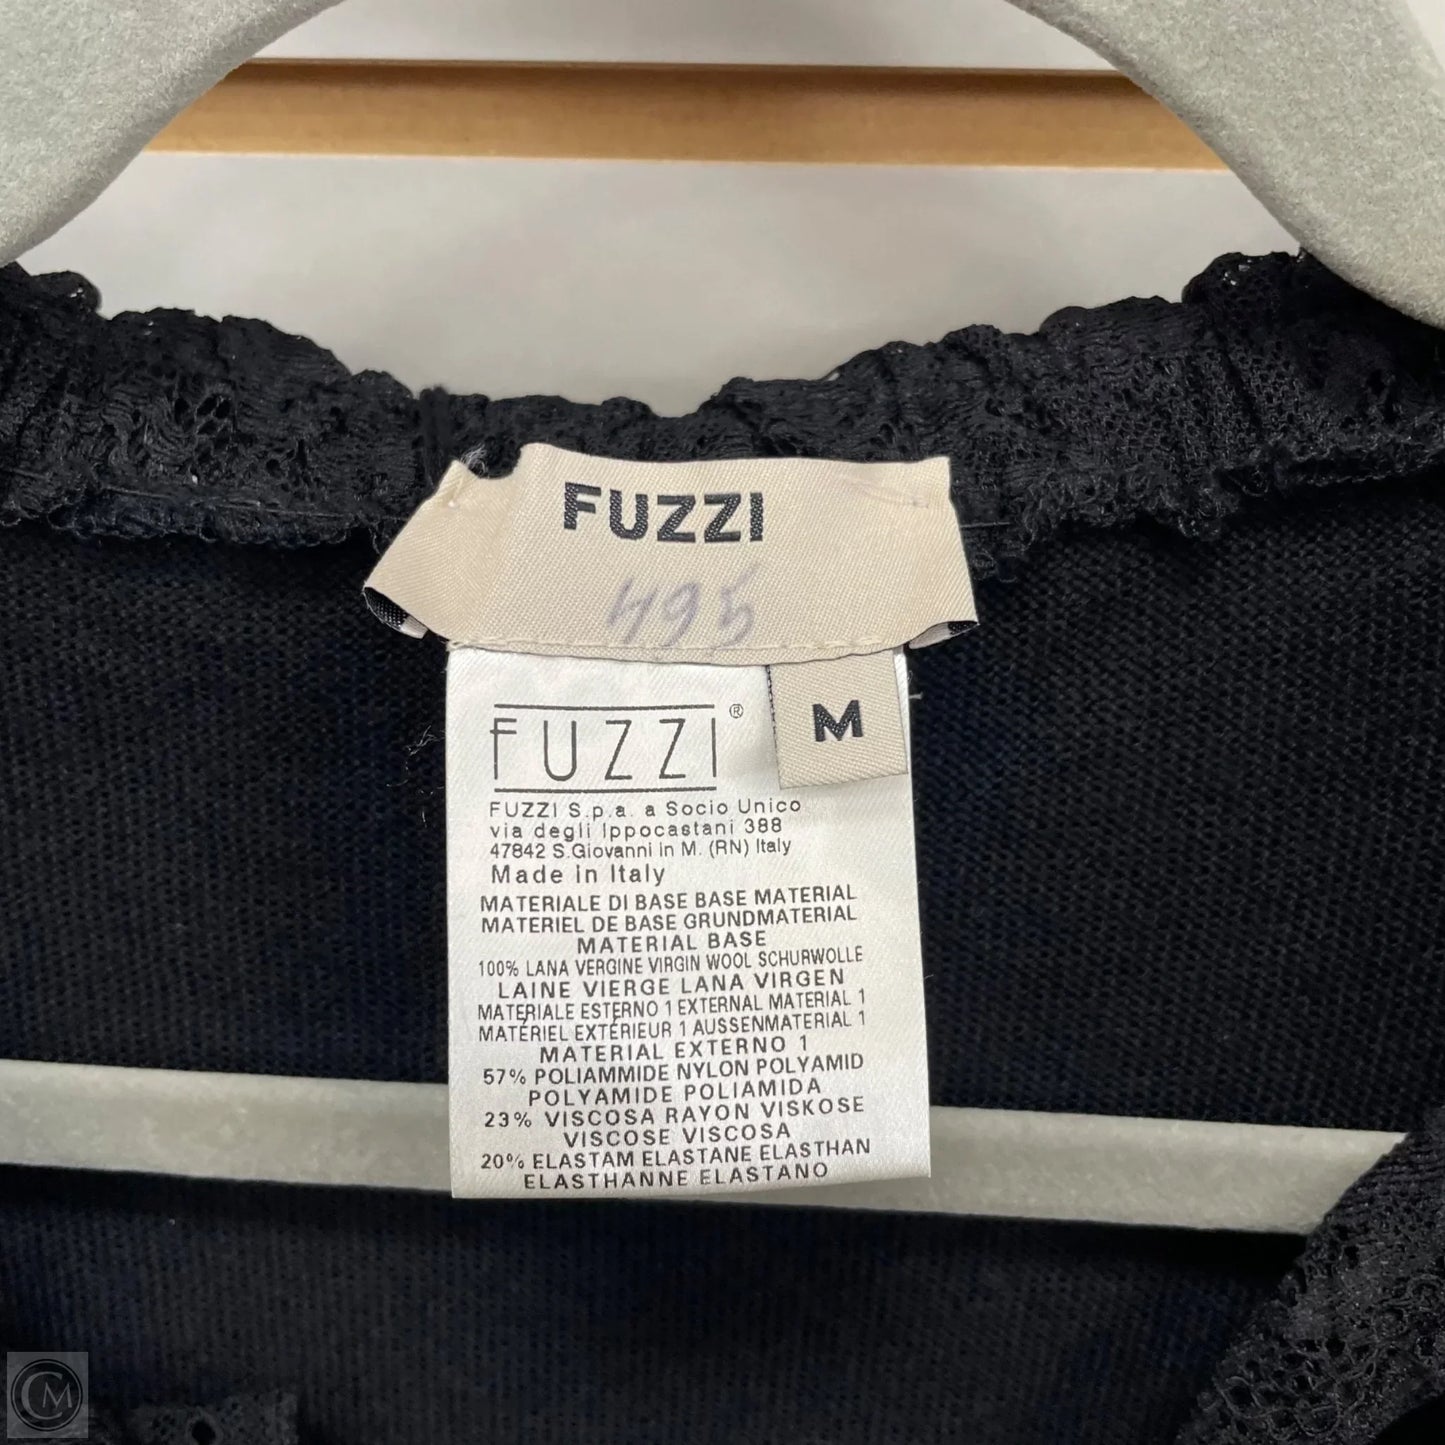 FUZZI
495
M
FUZZI®
FUZZI S.p.a. a Socio Unico
via degli Ippocastani 388
47842 S.Giovanni in M. (RN) Italy
Made in Italy
MATERIALE DI BASE BASE MATERIAL
MATERIEL DE BASE GRUNDMATERIAL
MATERIAL BASE
100% LANA VERGINE VIRGIN WOOL SCHURWOLLE
LAINE VIERGE LANA VIRGEN
MATERIALE ESTERNO 1 EXTERNAL MATERIAL 1
MATÉRIEL EXTÉRIEUR 1 AUSSENMATERIAL 1
MATERIAL EXTERNO 1
57% POLIAMMIDE NYLON POLYAMID
POLYAMIDE POLIAMIDA
23% VISCOSA RAYON VISKOSE
VISCOSE VISCOSA
20% ELASTAM ELASTANE ELASTHAN
ELASTHANNE ELASTANO
CM